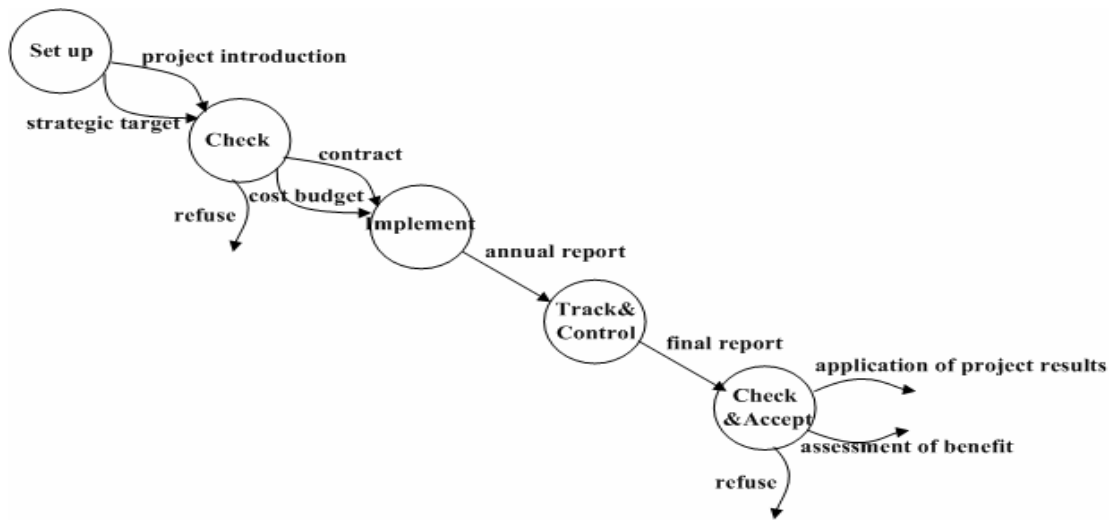 Set up
project introduction
strategic target
Check
contract
cost budget
refuse
Implement
annual report
Track&
Control
final report
application of project results
Check
&Accept
assessment of benefit
refuse